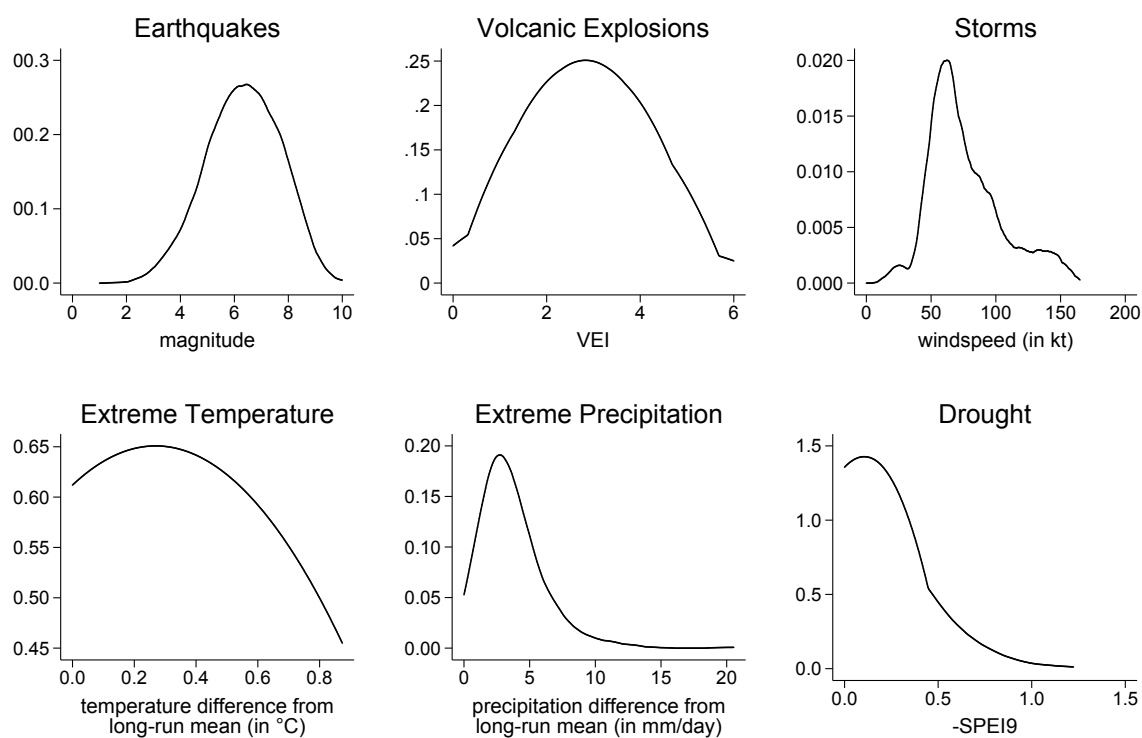 Earthquakes
00.3
00.2
00.1
00.0
0 2 4 6 8 10
magnitude
Volcanic Explosions
.25
.2
.15
.1
.05
0
0 2 4 6
VEI
Storms
0.020
0.015
0.010
0.005
0.000
0 50 100 150 200
windspeed (in kt)
Extreme Temperature
0.65
0.60
0.55
0.50
0.45
0.0 0.2 0.4 0.6 0.8
temperature difference from
long-run mean (in °C)
Extreme Precipitation
0.20
0.15
0.10
0.05
0.00
0 5 10 15 20
precipitation difference from
long-run mean (in mm/day)
Drought
1.5
1.0
0.5
0.0
0.0 0.5 1.0 1.5
-SPEI9